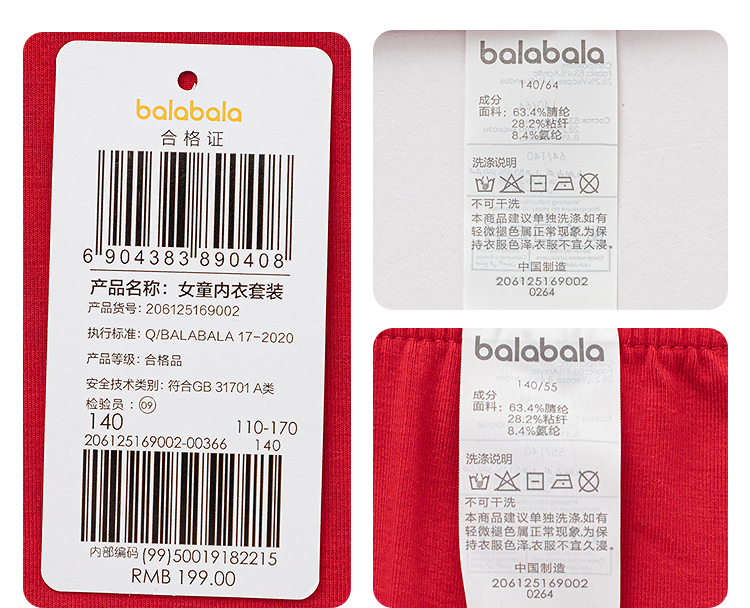 balabala
合格证
6 904383 890408
产品名称: 女童内衣套装
产品货号: 206125169002
执行标准: Q/BALABALA 17-2020
产品等级: 合格品
安全技术类别: 符合GB 31701 A类
检验员 : 09
140 110-170
206125169002-00366 140
内部编码 (99)50019182215
RMB 199.00
balabala
140/64
成分
面料: 63.4%腈纶
28.2%粘纤
8.4%氨纶
洗涤说明
不可干洗
本商品建议单独洗涤,如有
轻微褪色属正常现象,为保
持衣服色泽,衣服不宜久浸。
中国制造
206125169002
0264
balabala
140/55
成分
面料: 63.4%腈纶
28.2%粘纤
8.4%氨纶
洗涤说明
不可干洗
本商品建议单独洗涤,如有
轻微褪色属正常现象,为保
持衣服色泽,衣服不宜久浸。
中国制造
206125169002
0264